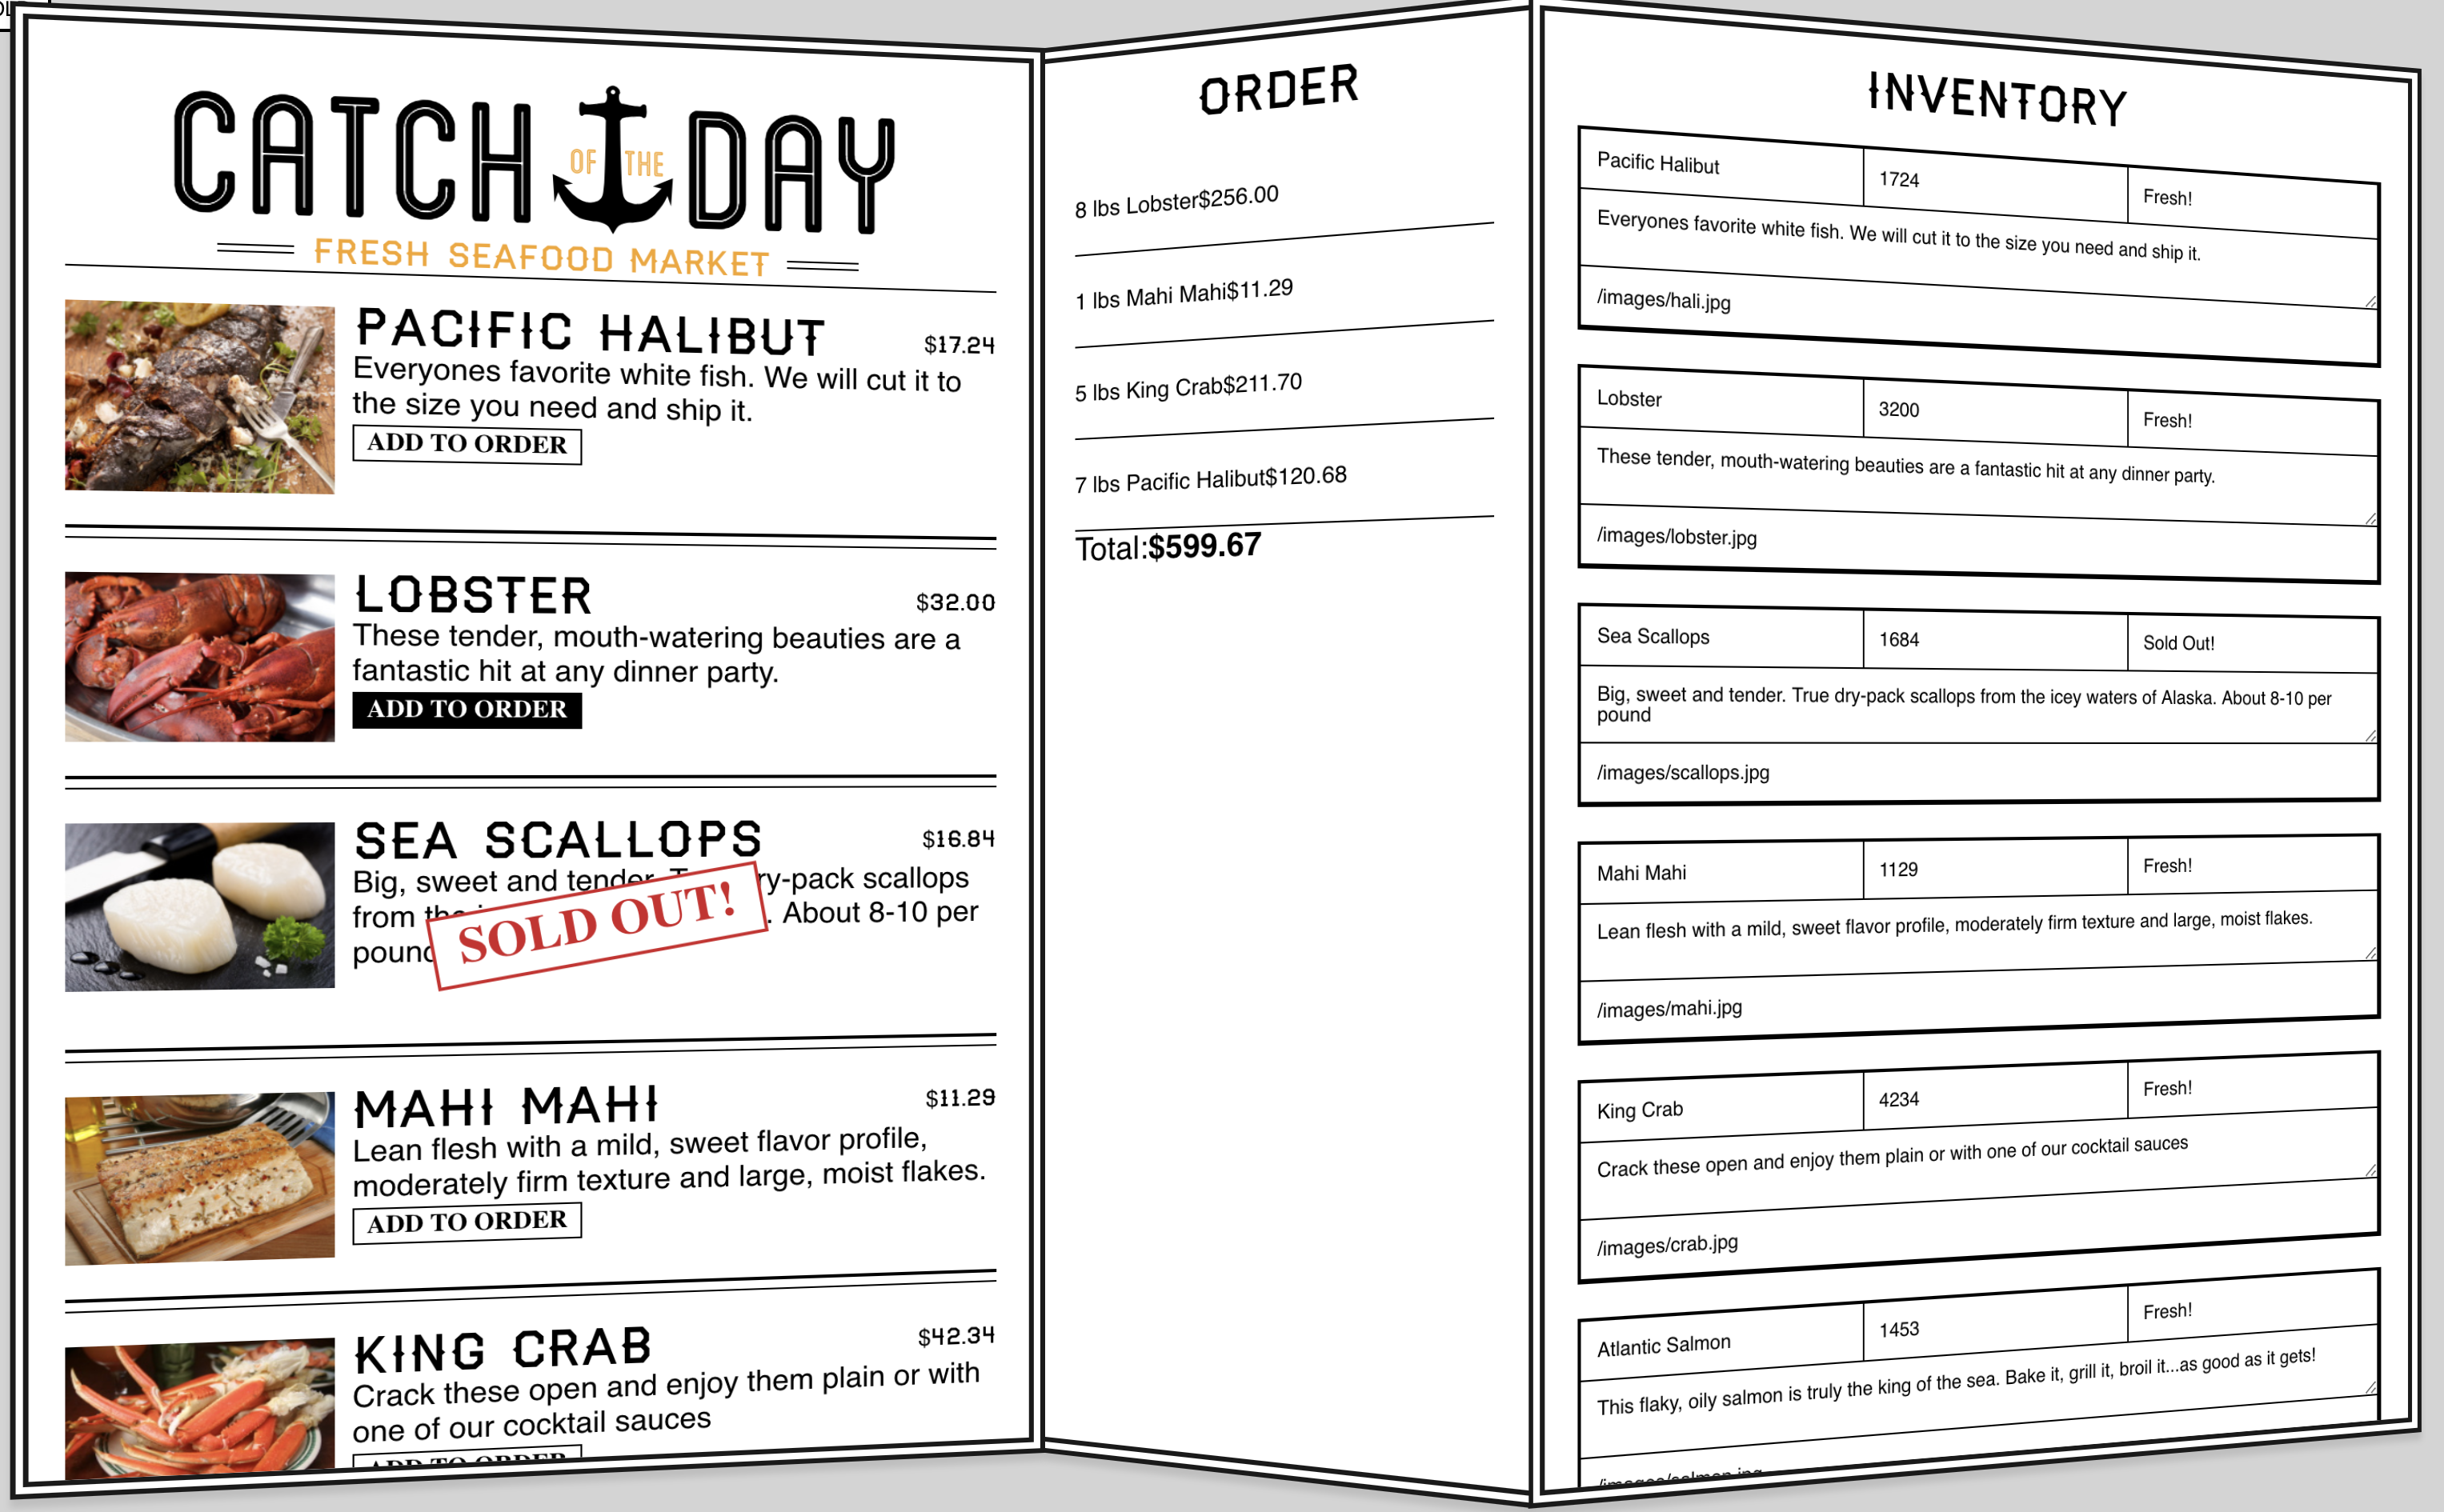 CATCH OF THE DAY
FRESH SEAFOOD MARKET
PACIFIC HALIBUT
$17.24
Everyones favorite white fish. We will cut it to
the size you need and ship it.
ADD TO ORDER
LOBSTER
$32.00
These tender, mouth-watering beauties are a
fantastic hit at any dinner party.
ADD TO ORDER
SEA SCALLOPS
$16.84
Big, sweet and tender. ry-pack scallops
from . About 8-10 per
pound
SOLD OUT!
MAHI MAHI
$11.29
Lean flesh with a mild, sweet flavor profile,
moderately firm texture and large, moist flakes.
ADD TO ORDER
KING CRAB
$42.34
Crack these open and enjoy them plain or with
one of our cocktail sauces
ADD TO ORDER
ORDER
8 lbs Lobster$256.00
1 lbs Mahi Mahi$11.29
5 lbs King Crab$211.70
7 lbs Pacific Halibut$120.68
Total:$599.67
INVENTORY
Pacific Halibut
1724
Fresh!
Everyones favorite white fish. We will cut it to the size you need and ship it.
/images/hali.jpg
Lobster
3200
Fresh!
These tender, mouth-watering beauties are a fantastic hit at any dinner party.
/images/lobster.jpg
Sea Scallops
1684
Sold Out!
Big, sweet and tender. True dry-pack scallops from the icey waters of Alaska. About 8-10 per
pound
/images/scallops.jpg
Mahi Mahi
1129
Fresh!
Lean flesh with a mild, sweet flavor profile, moderately firm texture and large, moist flakes.
/images/mahi.jpg
King Crab
4234
Fresh!
Crack these open and enjoy them plain or with one of our cocktail sauces
/images/crab.jpg
Atlantic Salmon
1453
Fresh!
This flaky, oily salmon is truly the king of the sea. Bake it, grill it, broil it...as good as it gets!
/images/salmon.jpg